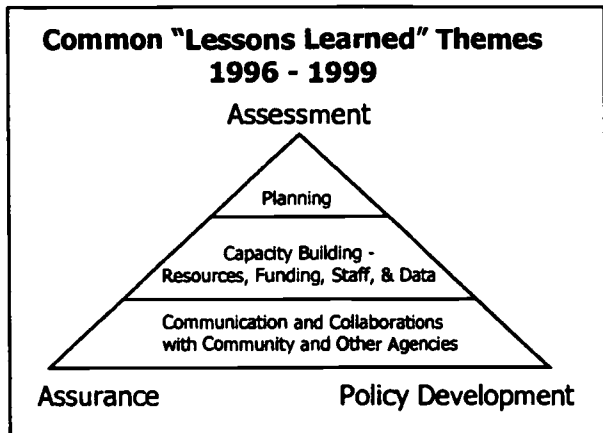 Common "Lessons Learned" Themes
1996 - 1999
Assessment
Planning
Capacity Building -
Resources, Funding, Staff, & Data
Communication and Collaborations
with Community and Other Agencies
Assurance Policy Development